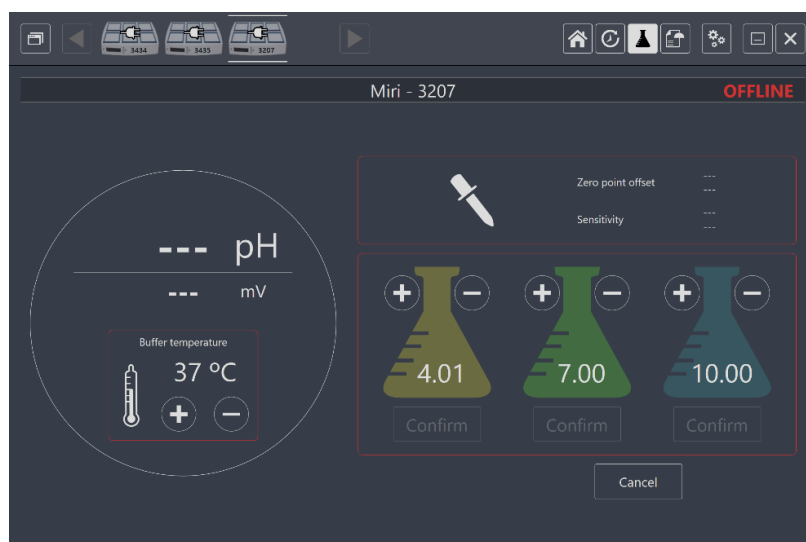 3434
3435
3207
Miri - 3207
OFFLINE
--- pH
--- mV
Buffer temperature
37 ºC
Zero point offset
---
---
Sensitivity
---
---
4.01
7.00
10.00
Confirm
Confirm
Confirm
Cancel